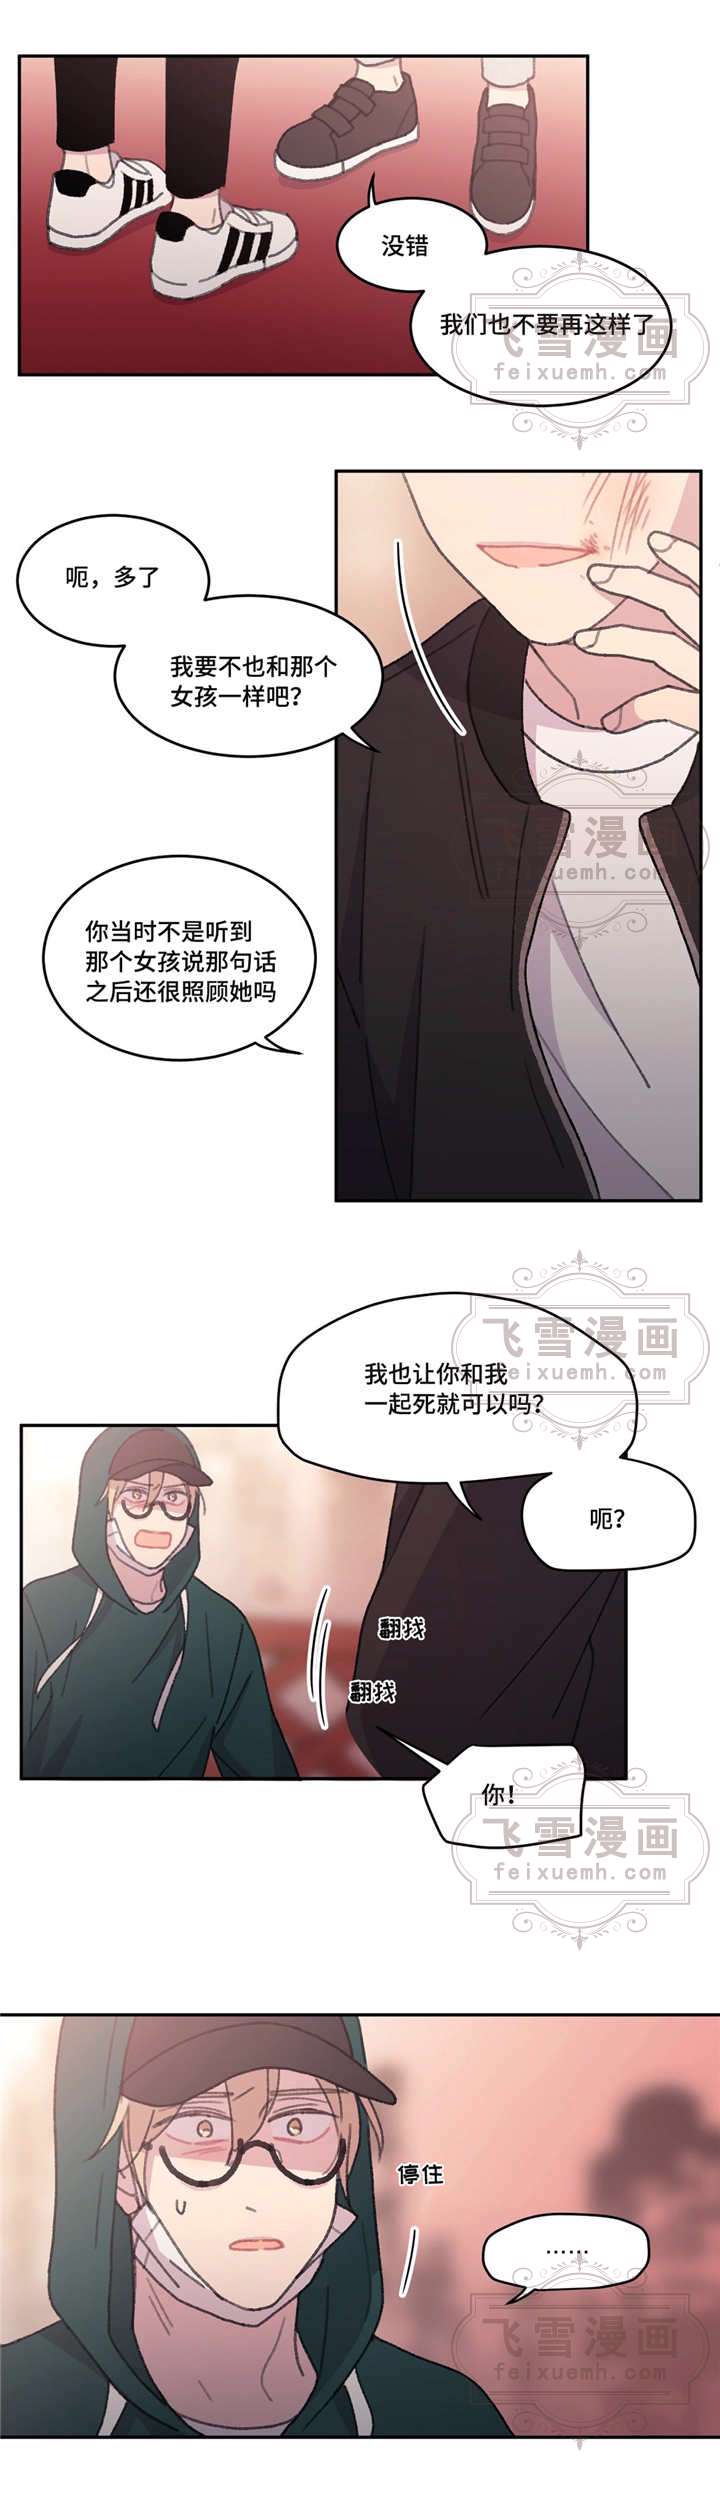 没错
我们也不要再这样了
飞雪漫画
feixuemh.com
呃，多了
我要不也和那个
女孩一样吧？
飞雪漫画
feixuemh.com
你当时不是听到
那个女孩说那句话
之后还很照顾她吗
飞雪漫画
feixuemh.com
我也让你和我
一起死就可以吗？
呃？
翻找
翻找
你！
飞雪漫画
feixuemh.com
停住
……
飞雪漫画
feixuemh.com